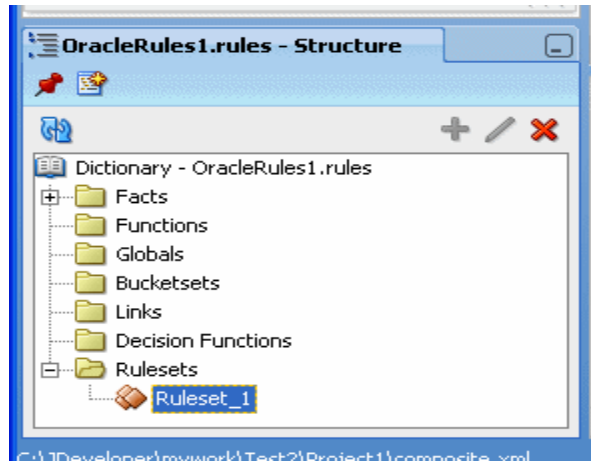 OracleRules1.rules - Structure
Dictionary - OracleRules1.rules
Facts
Functions
Globals
Bucketsets
Links
Decision Functions
Rulesets
Ruleset_1
C:\JDeveloper\mywork\Test2\Project1\composite.xml